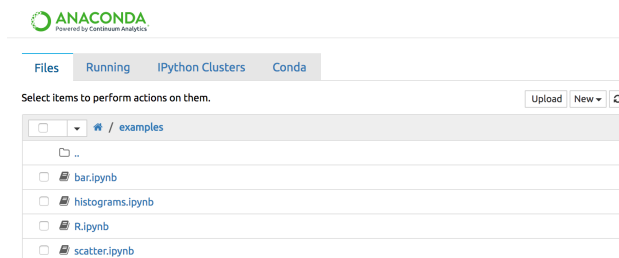 ANACONDA
Powered by Continuum Analytics
Files Running IPython Clusters Conda
Select items to perform actions on them. Upload New
/ examples
..
bar.ipynb
histograms.ipynb
R.ipynb
scatter.ipynb